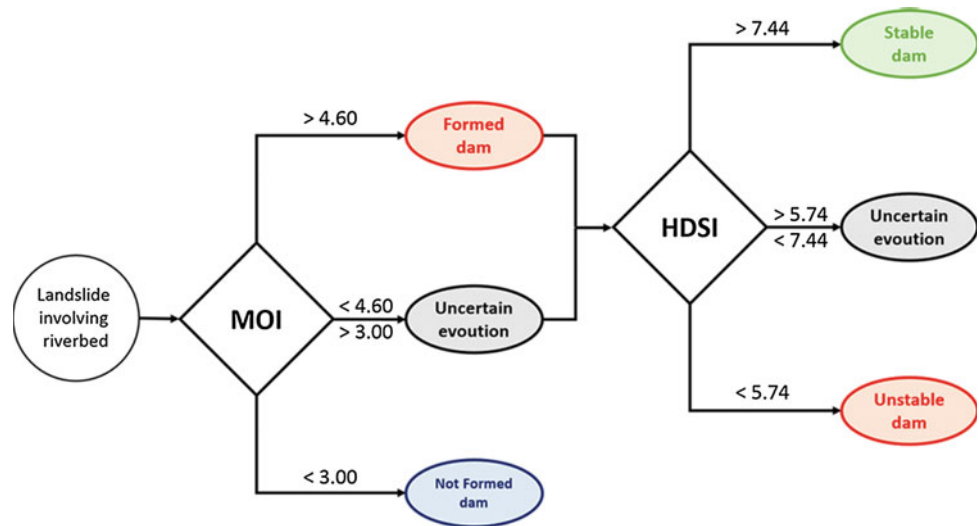 Landslide
involving
riverbed
MOI
> 4.60
Formed
dam
< 4.60
> 3.00
Uncertain
evoution
< 3.00
Not Formed
dam
HDSI
> 7.44
Stable
dam
> 5.74
< 7.44
Uncertain
evoution
< 5.74
Unstable
dam